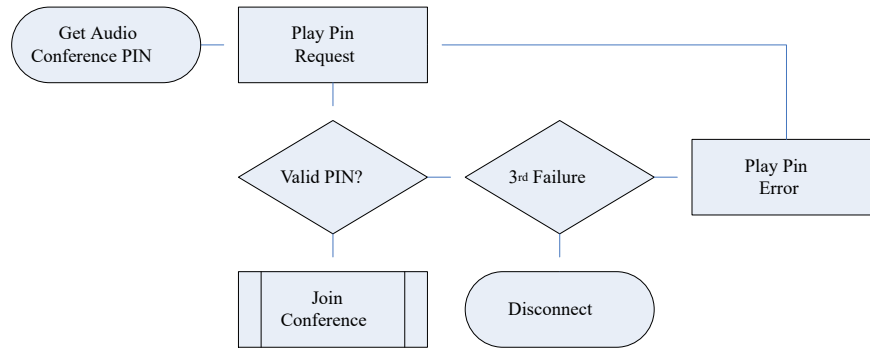 Get Audio
Conference PIN
Play Pin
Request
Valid PIN?
3rd Failure
Play Pin
Error
Join
Conference
Disconnect